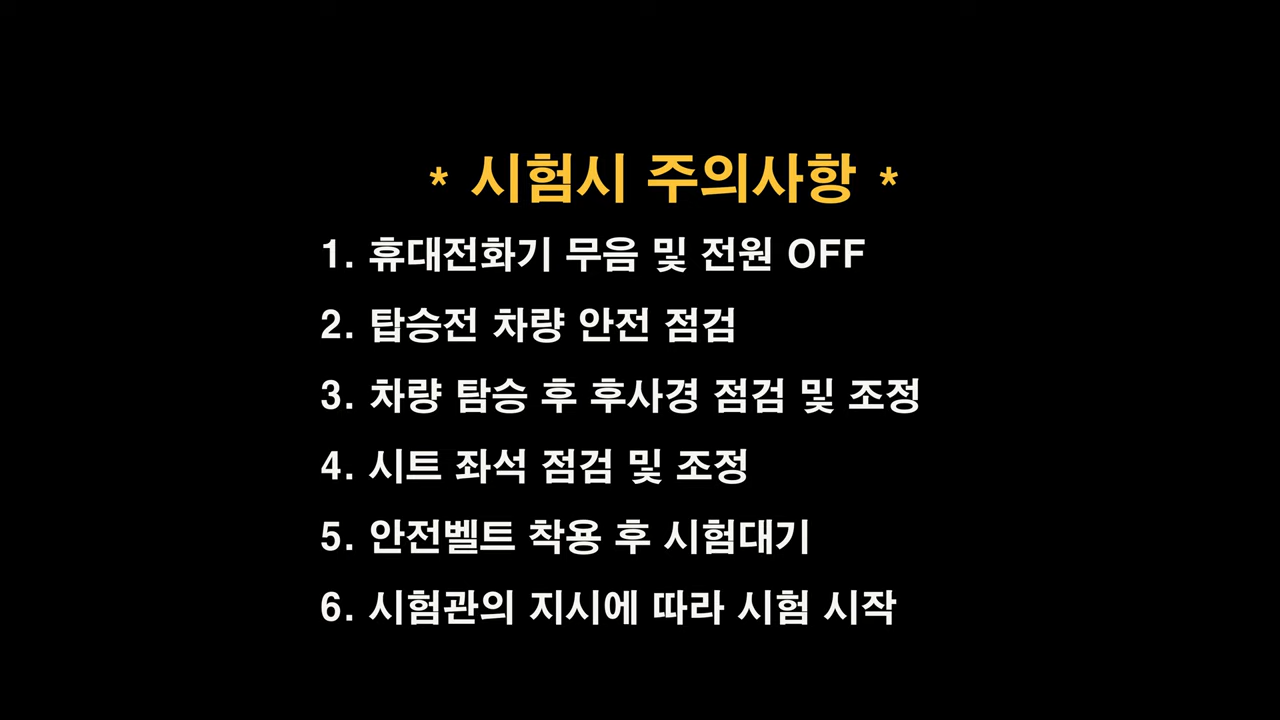 * 시험시 주의사항 *
1. 휴대전화기 무음 및 전원 OFF
2. 탑승전 차량 안전 점검
3. 차량 탐승 후 후사경 점검 및 조정
4. 시트 좌석 점검 및 조정
5. 안전벨트 착용 후 시험대기
6. 시험관의 지시에 따라 시험 시작